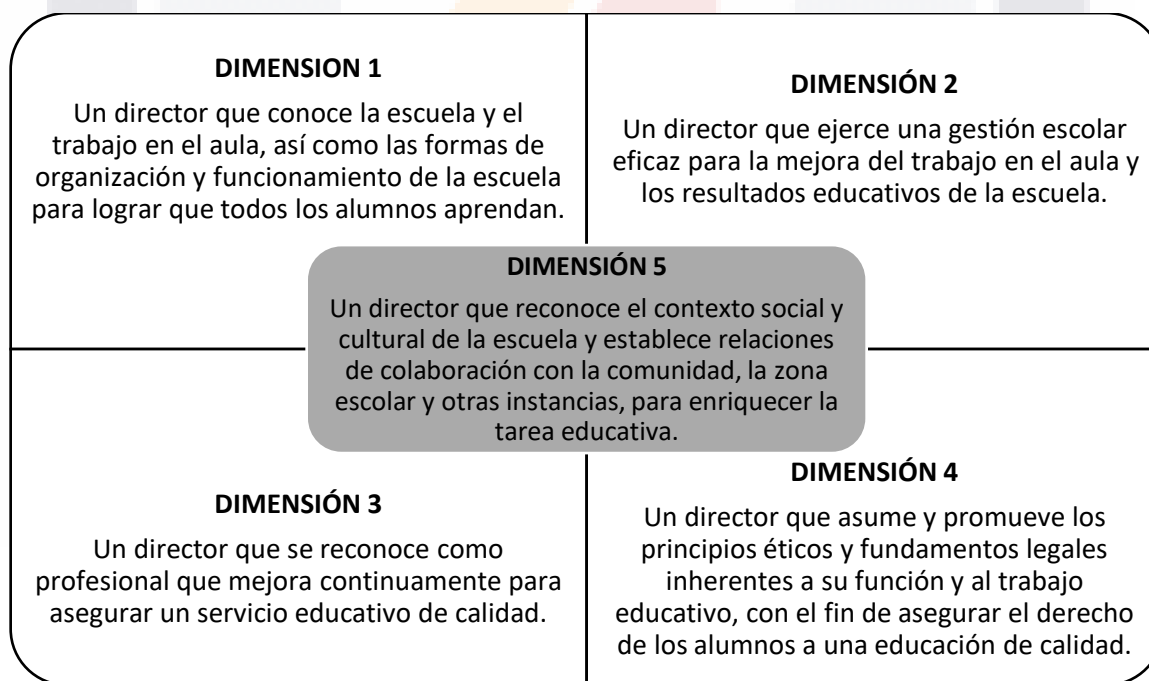 DIMENSION 1
Un director que conoce la escuela y el
trabajo en el aula, así como las formas de
organización y funcionamiento de la escuela
para lograr que todos los alumnos aprendan.
DIMENSIÓN 2
Un director que ejerce una gestión escolar
eficaz para la mejora del trabajo en el aula y
los resultados educativos de la escuela.
DIMENSIÓN 5
Un director que reconoce el contexto social y
cultural de la escuela y establece relaciones
de colaboración con la comunidad, la zona
escolar y otras instancias, para enriquecer la
tarea educativa.
DIMENSIÓN 3
Un director que se reconoce como
profesional que mejora continuamente para
asegurar un servicio educativo de calidad.
DIMENSIÓN 4
Un director que asume y promueve los
principios éticos y fundamentos legales
inherentes a su función y al trabajo
educativo, con el fin de asegurar el derecho
de los alumnos a una educación de calidad.